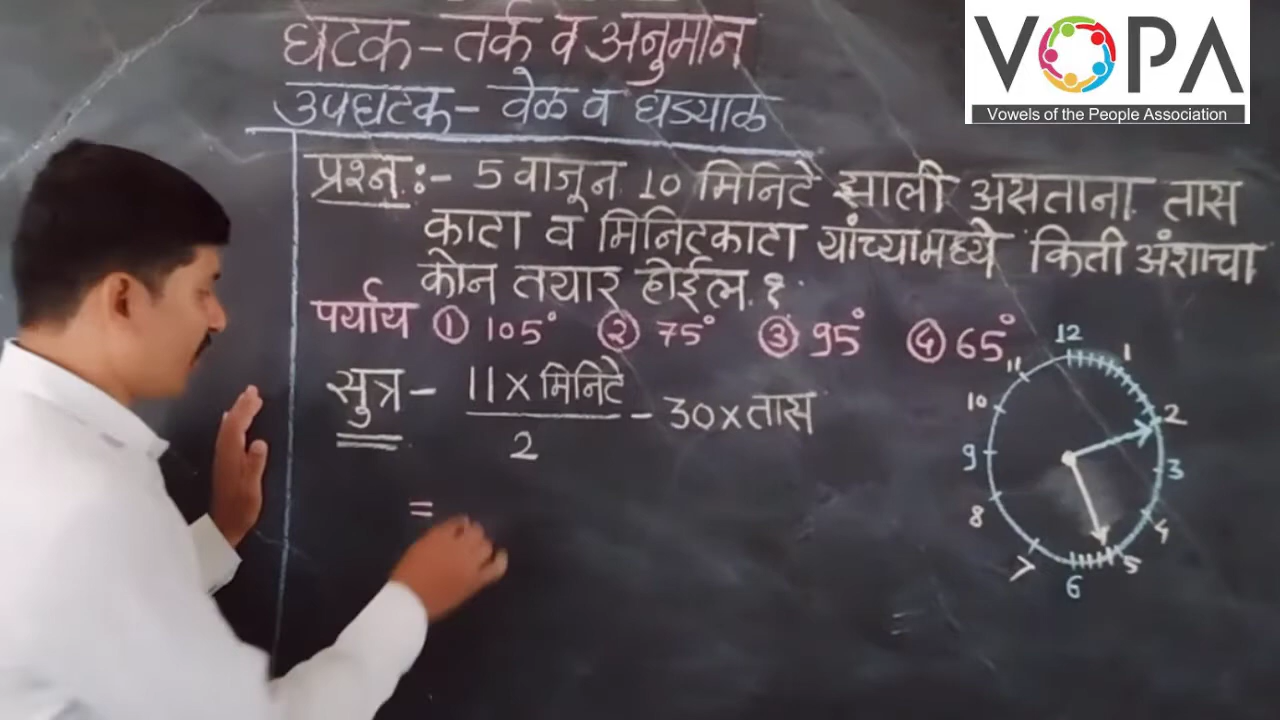 घटक - तर्क व अनुमान
उपघटक - वेळ व घड्याळ
VOPA
Vowels of the People Association
प्रश्न :- 5 वाजून 10 मिनिटे झाली असताना तास
काटा व मिनिटकाटा यांच्यामध्ये किती अंशाचा
कोन तयार होईल ?
पर्याय ① 105° ② 75° ③ 95° ④ 65°
सुत्र - 11 x मिनिटे / 2 - 30 x तास
=
12
1
2
3
4
5
6
7
8
9
10
11